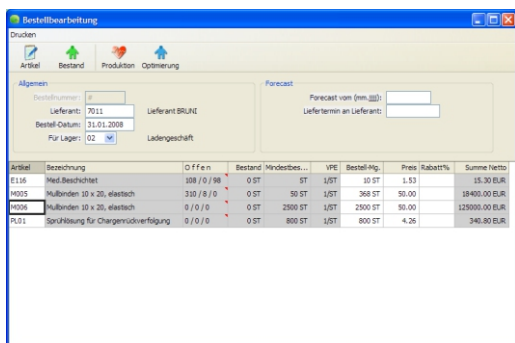 Bestellbearbeitung
Drucken
Artikel Bestand Produktion Optimierung
Allgemein Forecast
Bestellnummer: #
Forecast vom (mm.jjjj):
Lieferant: 7011 Lieferant BRUNI
Liefertermin an Lieferant:
Bestell-Datum: 31.01.2008
Für Lager: 02 Ladengeschäft
Artikel Bezeichnung Offen Bestand Mindestbes... VPE Bestell-Mg. Preis Rabatt% Summe Netto
E116 Med.Beschichtet 108 / 0 / 98 0 ST ST 1/ST 10 ST 1.53 15.30 EUR
M005 Mullbinden 10 x 20, elastisch 310 / 8 / 0 0 ST 50 ST 1/ST 368 ST 50.00 18400.00 EUR
M006 Mullbinden 10 x 20, elastisch 0 / 0 / 0 0 ST 2500 ST 1/ST 2500 ST 50.00 125000.00 EUR
PL01 Sprühlösung für Chargenrückverfolgung 0 / 0 / 0 0 ST 800 ST 1/ST 800 ST 4.26 340.80 EUR